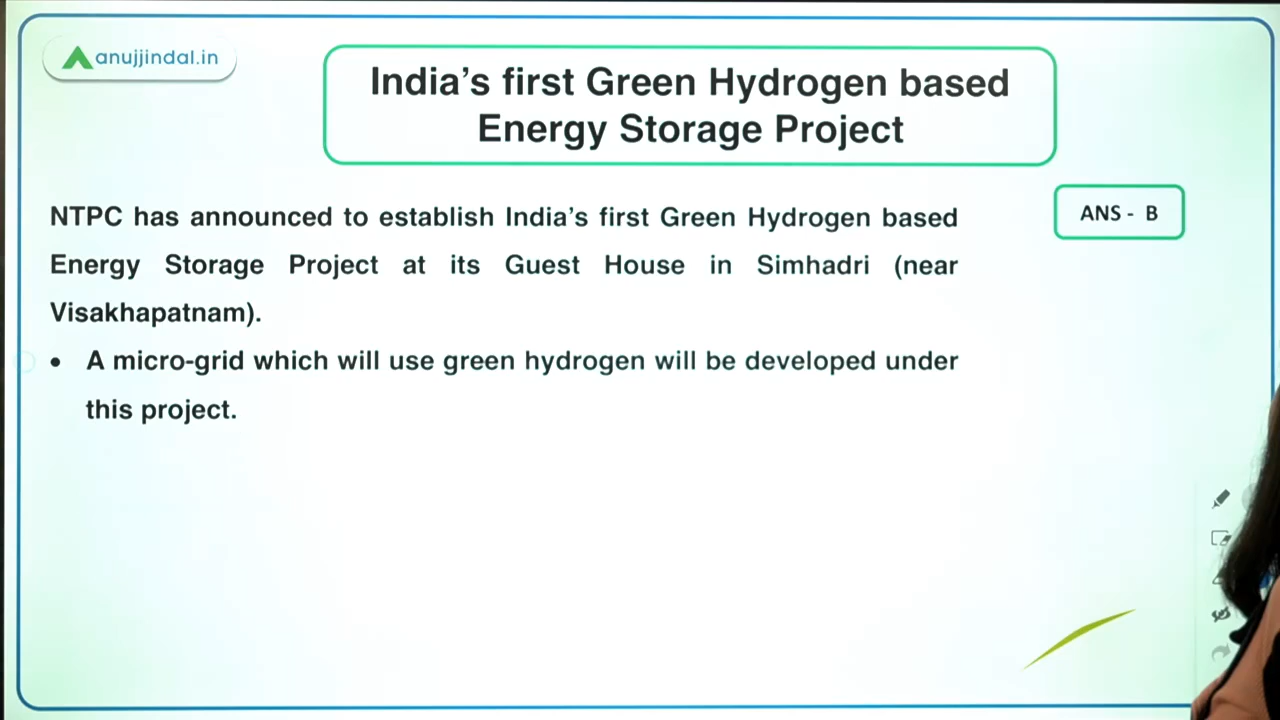 anujjindal.in
India's first Green Hydrogen based
Energy Storage Project
NTPC has announced to establish India's first Green Hydrogen based
ANS - B
Energy Storage Project at its Guest House in Simhadri (near
Visakhapatnam).
• A micro-grid which will use green hydrogen will be developed under
this project.